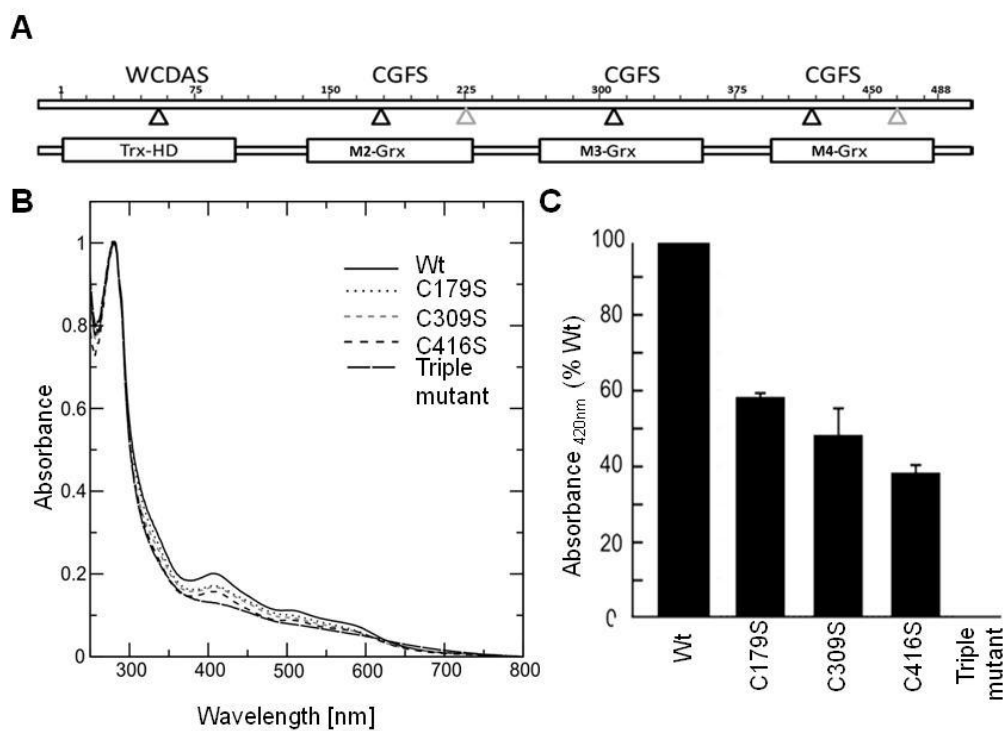 A
WCDAS CGFS CGFS CGFS
1 75 150 225 300 375 450 488
Trx-HD M2-Grx M3-Grx M4-Grx
B
Absorbance
1
0.8
0.6
0.4
0.2
0
300 400 500 600 700 800
Wavelength [nm]
Wt
C179S
C309S
C416S
Triple
mutant
C
Absorbance 420nm (% Wt)
100
80
60
40
20
0
Wt
C179S
C309S
C416S
Triple
mutant